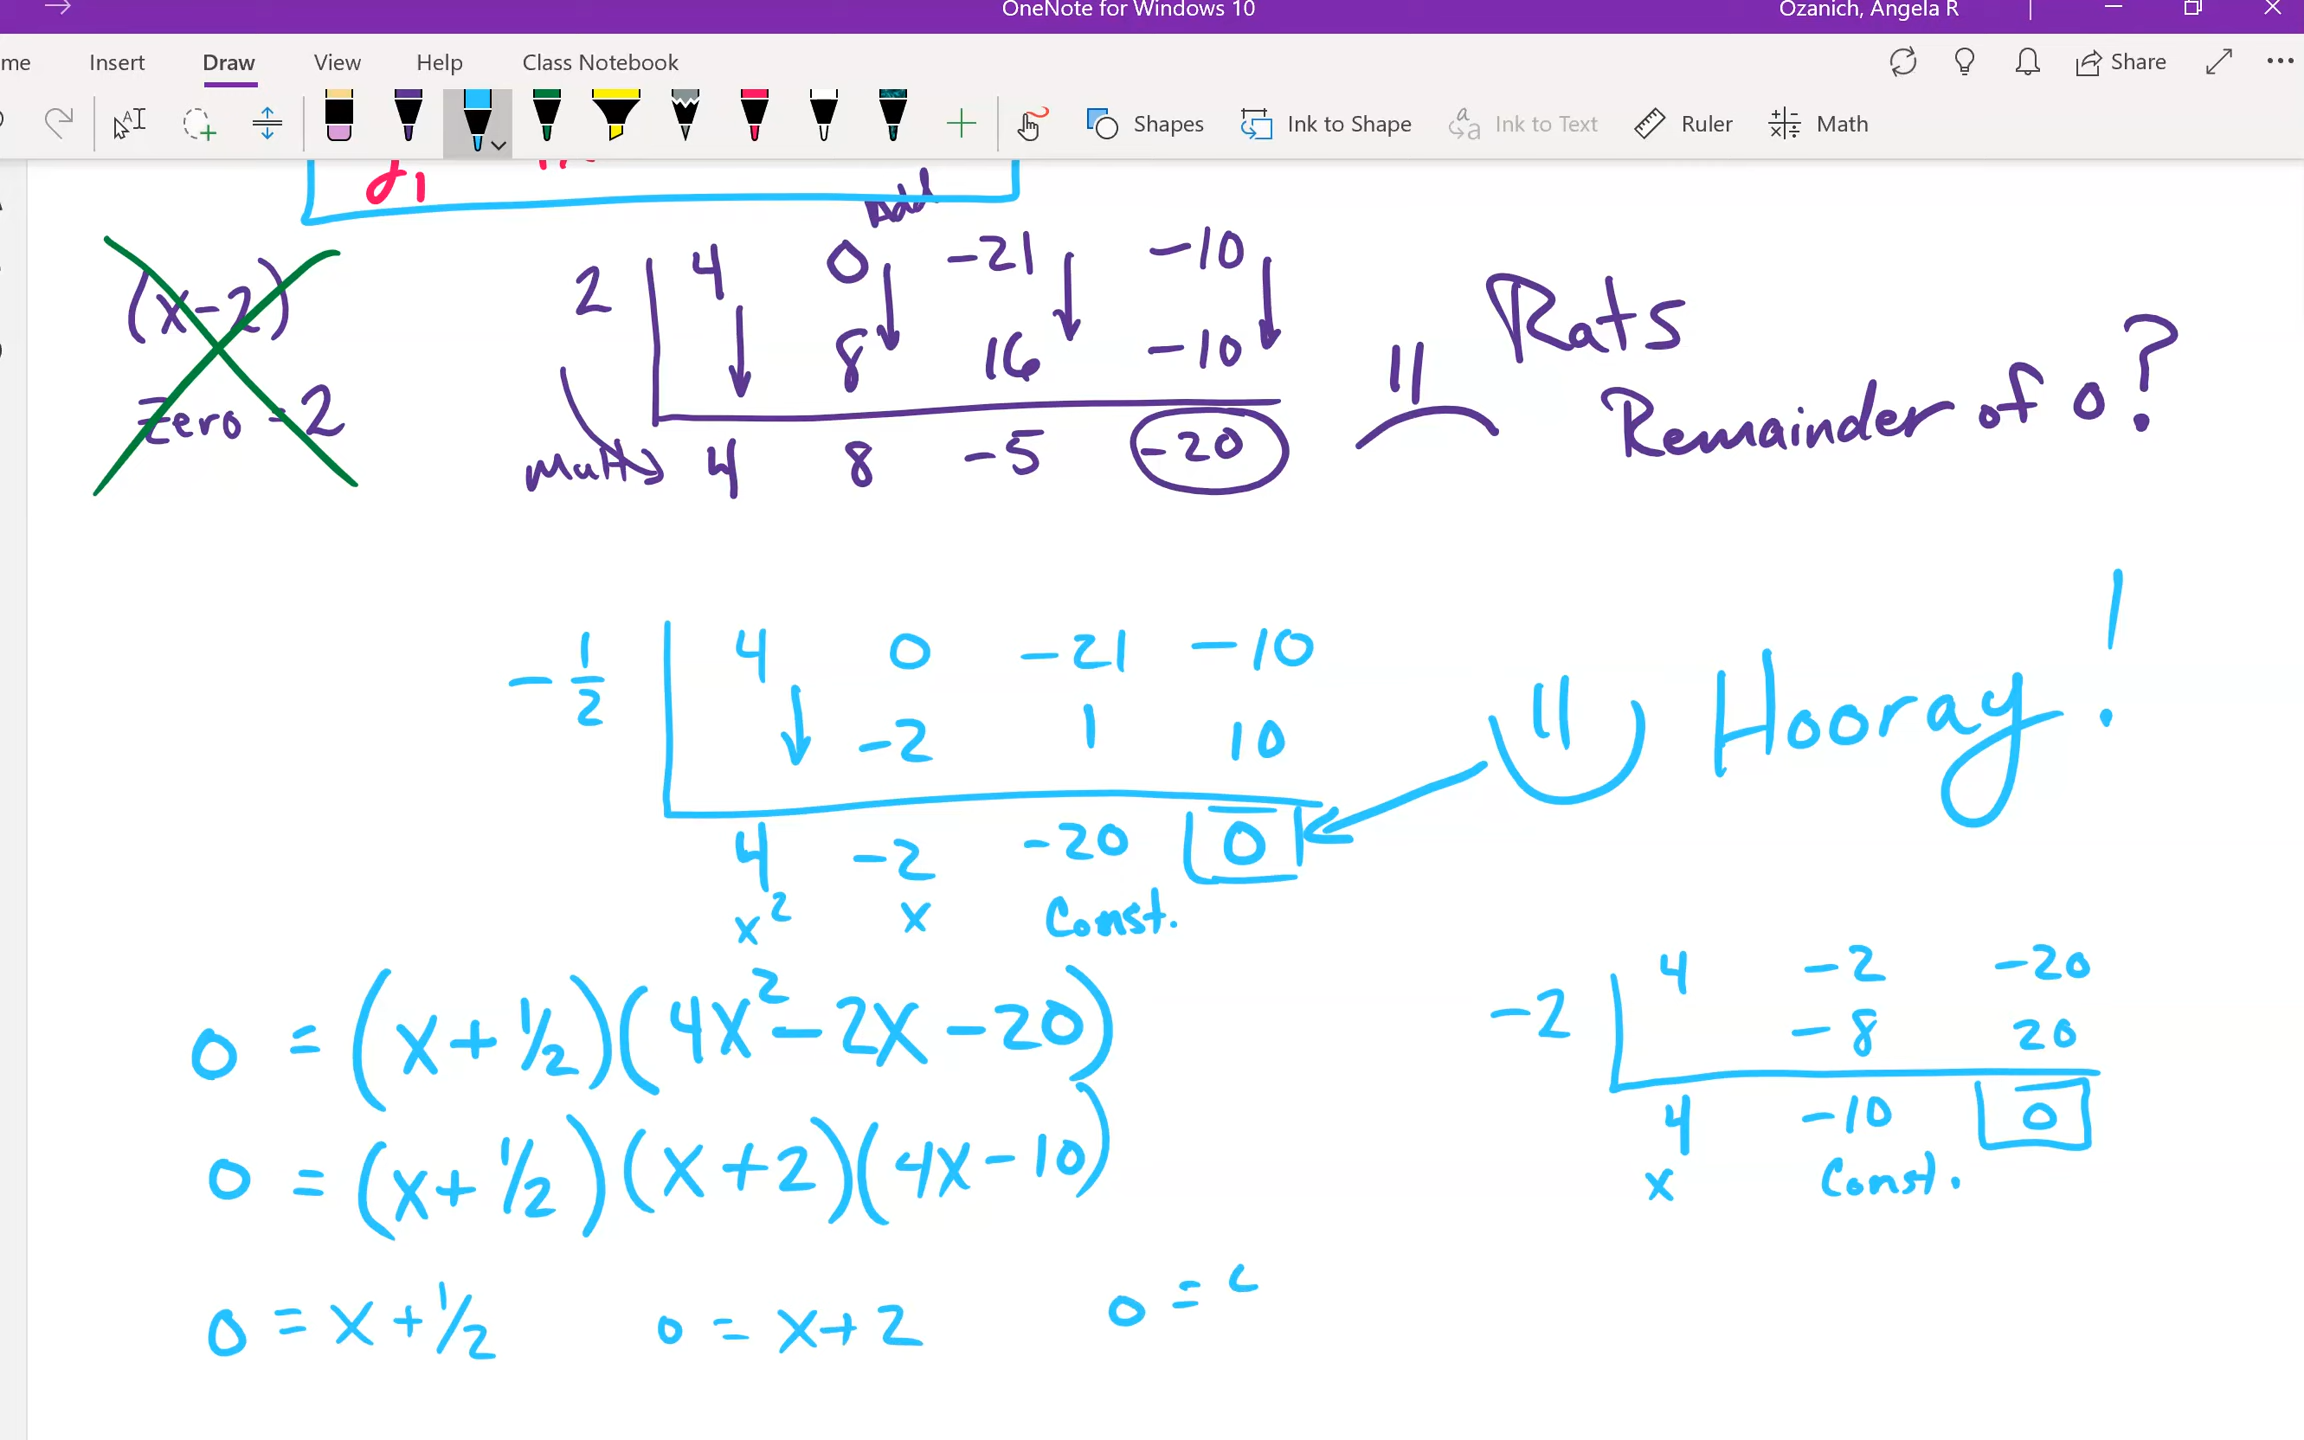 OneNote for Windows 10
Ozanich, Angela R
me Insert Draw View Help Class Notebook
Share
Shapes Ink to Shape Ink to Text Ruler Math
Add
(x-2)
zero = 2
2 4 0 -21 -10
8 16 -10
4 8 -5 -20
Rats
Remainder of 0?
-1/2 4 0 -21 -10
-2 1 10
4 -2 -20 0
x² x Const.
Hooray!
0 = (x+1/2)(4x²-2x-20)
0 = (x+1/2)(x+2)(4x-10)
0 = x+1/2 0 = x+2 0 =
-2 4 -2 -20
-8 20
4 -10 0
x Const.